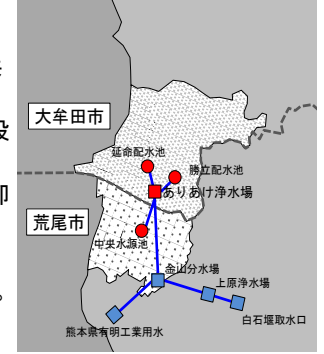 大牟田市
延命配水池
勝立配水池
ありあけ浄水場
荒尾市
中央水源池
金山分水場
上原浄水場
白石堰取水口
熊本県有明工業用水
。